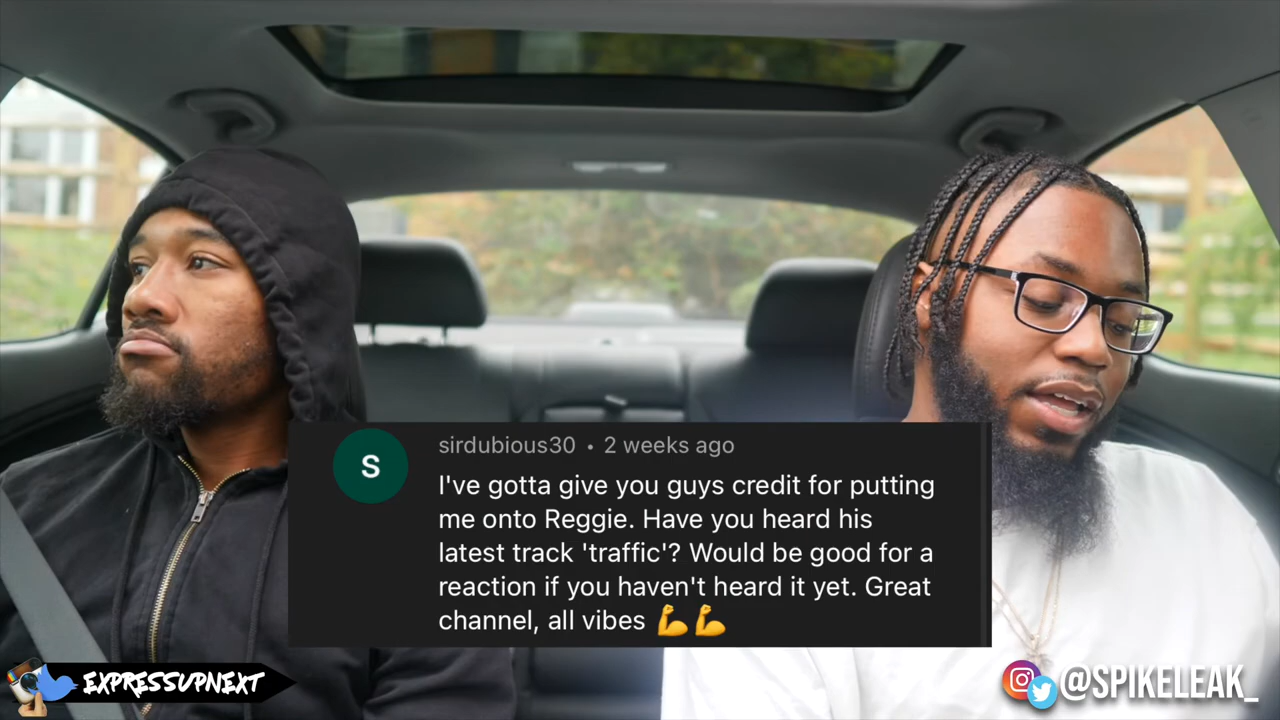 S
sirdubious30 • 2 weeks ago
I've gotta give you guys credit for putting
me onto Reggie. Have you heard his
latest track 'traffic'? Would be good for a
reaction if you haven't heard it yet. Great
channel, all vibes 💪💪
EXPRESSUPNEXT
@SPIKELEAK_